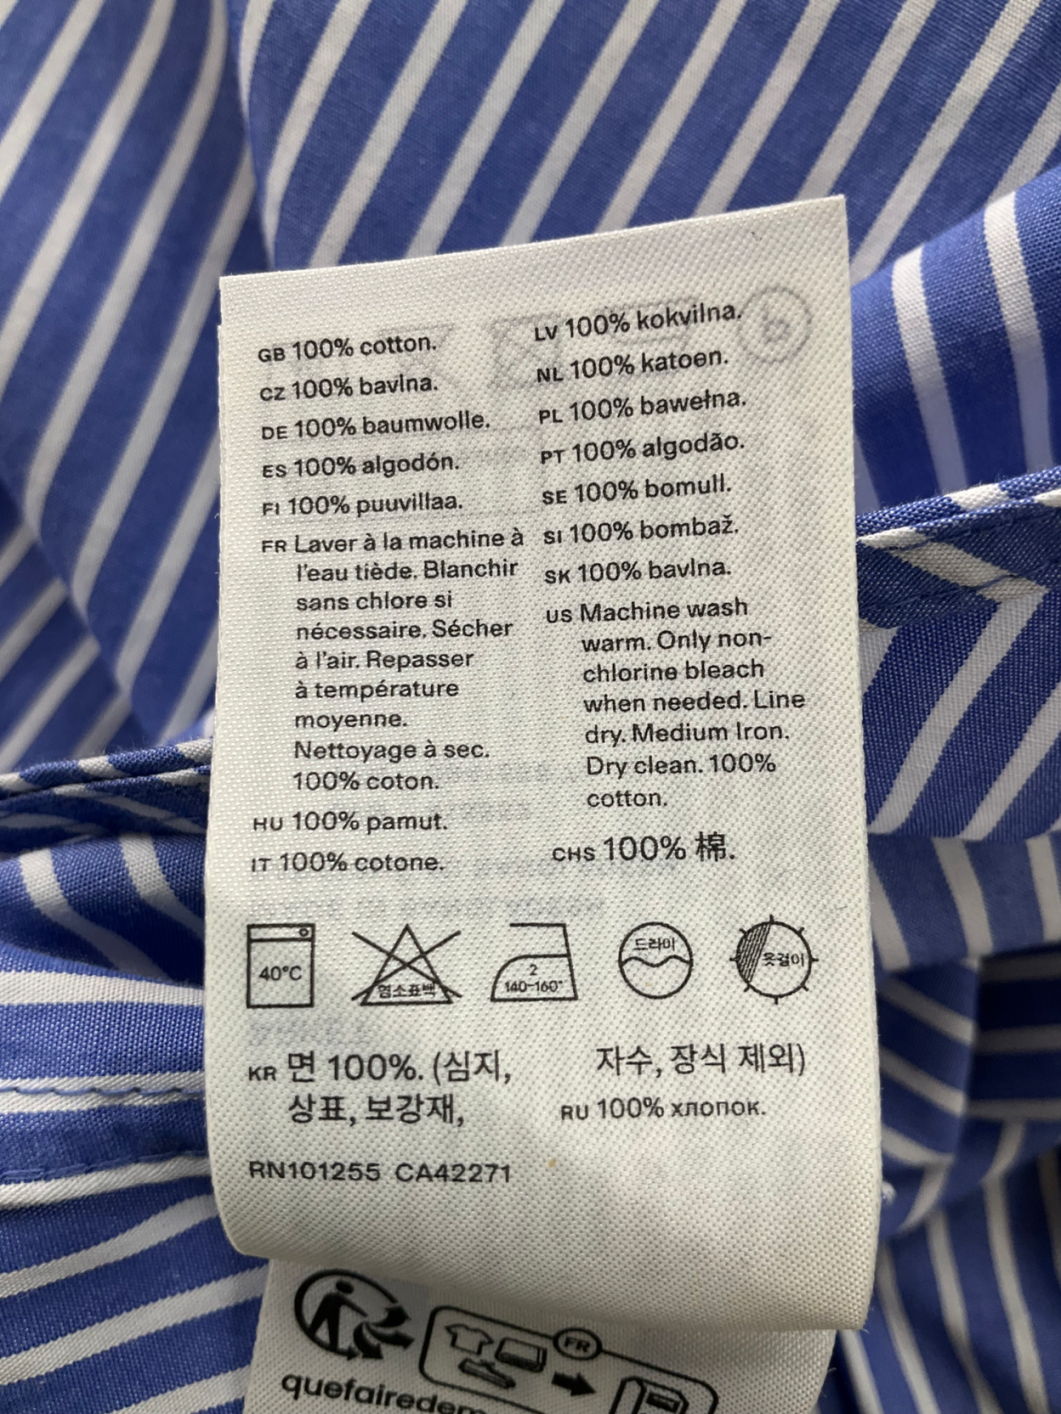 GB 100% cotton.
CZ 100% bavlna.
DE 100% baumwolle.
ES 100% algodón.
FI 100% puuvillaa.
FR Laver à la machine à
l'eau tiède. Blanchir
sans chlore si
nécessaire. Sécher
à l'air. Repasser
à température
moyenne.
Nettoyage à sec.
100% coton.
HU 100% pamut.
IT 100% cotone.
LV 100% kokvilna.
NL 100% katoen.
PL 100% bawełna.
PT 100% algodão.
SE 100% bomull.
SI 100% bombaž.
SK 100% bavlna.
US Machine wash
warm. Only non-
chlorine bleach
when needed. Line
dry. Medium Iron.
Dry clean. 100%
cotton.
CHS 100% 棉.
40°C
염소표백
2
140-160°
드라이
옷걸이
KR 면 100%. (심지,
상표, 보강재,
자수, 장식 제외)
RU 100% хлопок.
RN101255 CA42271
FR